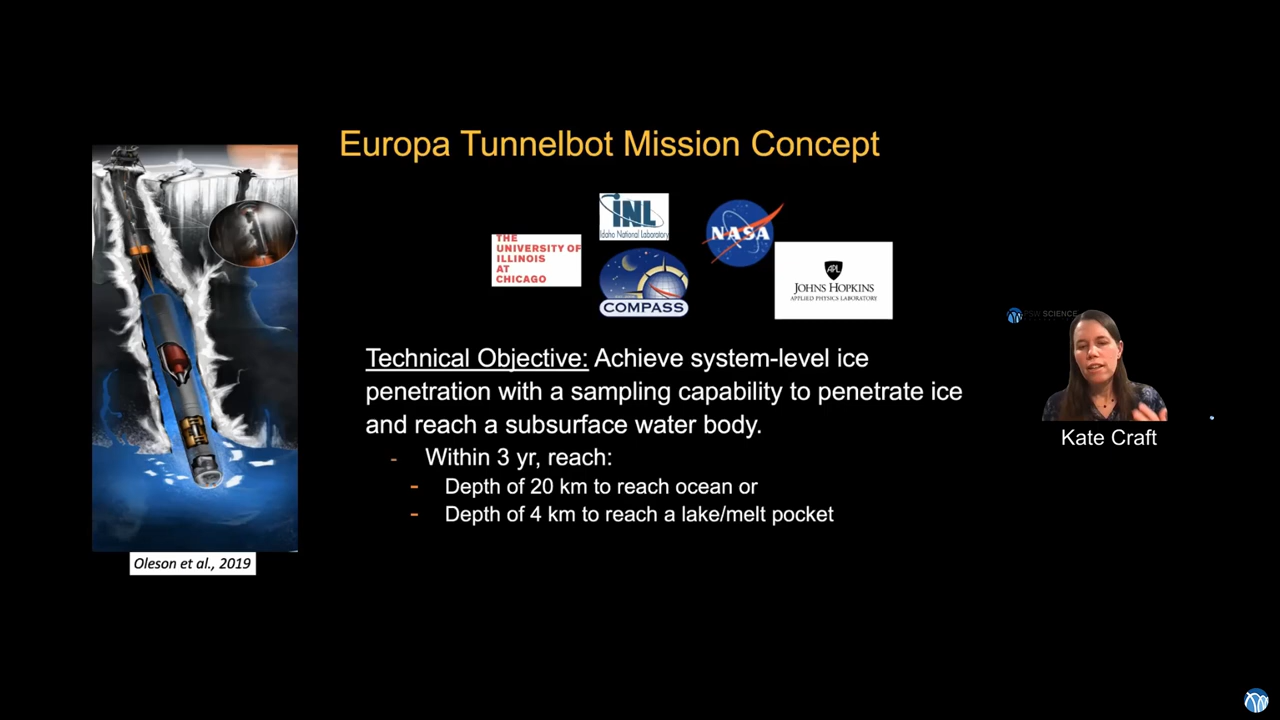 Europa Tunnelbot Mission Concept
THE
UNIVERSITY OF
ILLINOIS
AT
CHICAGO
INL
Idaho National Laboratory
COMPASS
NASA
APL
JOHNS HOPKINS
APPLIED PHYSICS LABORATORY
Technical Objective: Achieve system-level ice
penetration with a sampling capability to penetrate ice
and reach a subsurface water body.
- Within 3 yr, reach:
- Depth of 20 km to reach ocean or
- Depth of 4 km to reach a lake/melt pocket
Oleson et al., 2019
PSW SCIENCE
Kate Craft